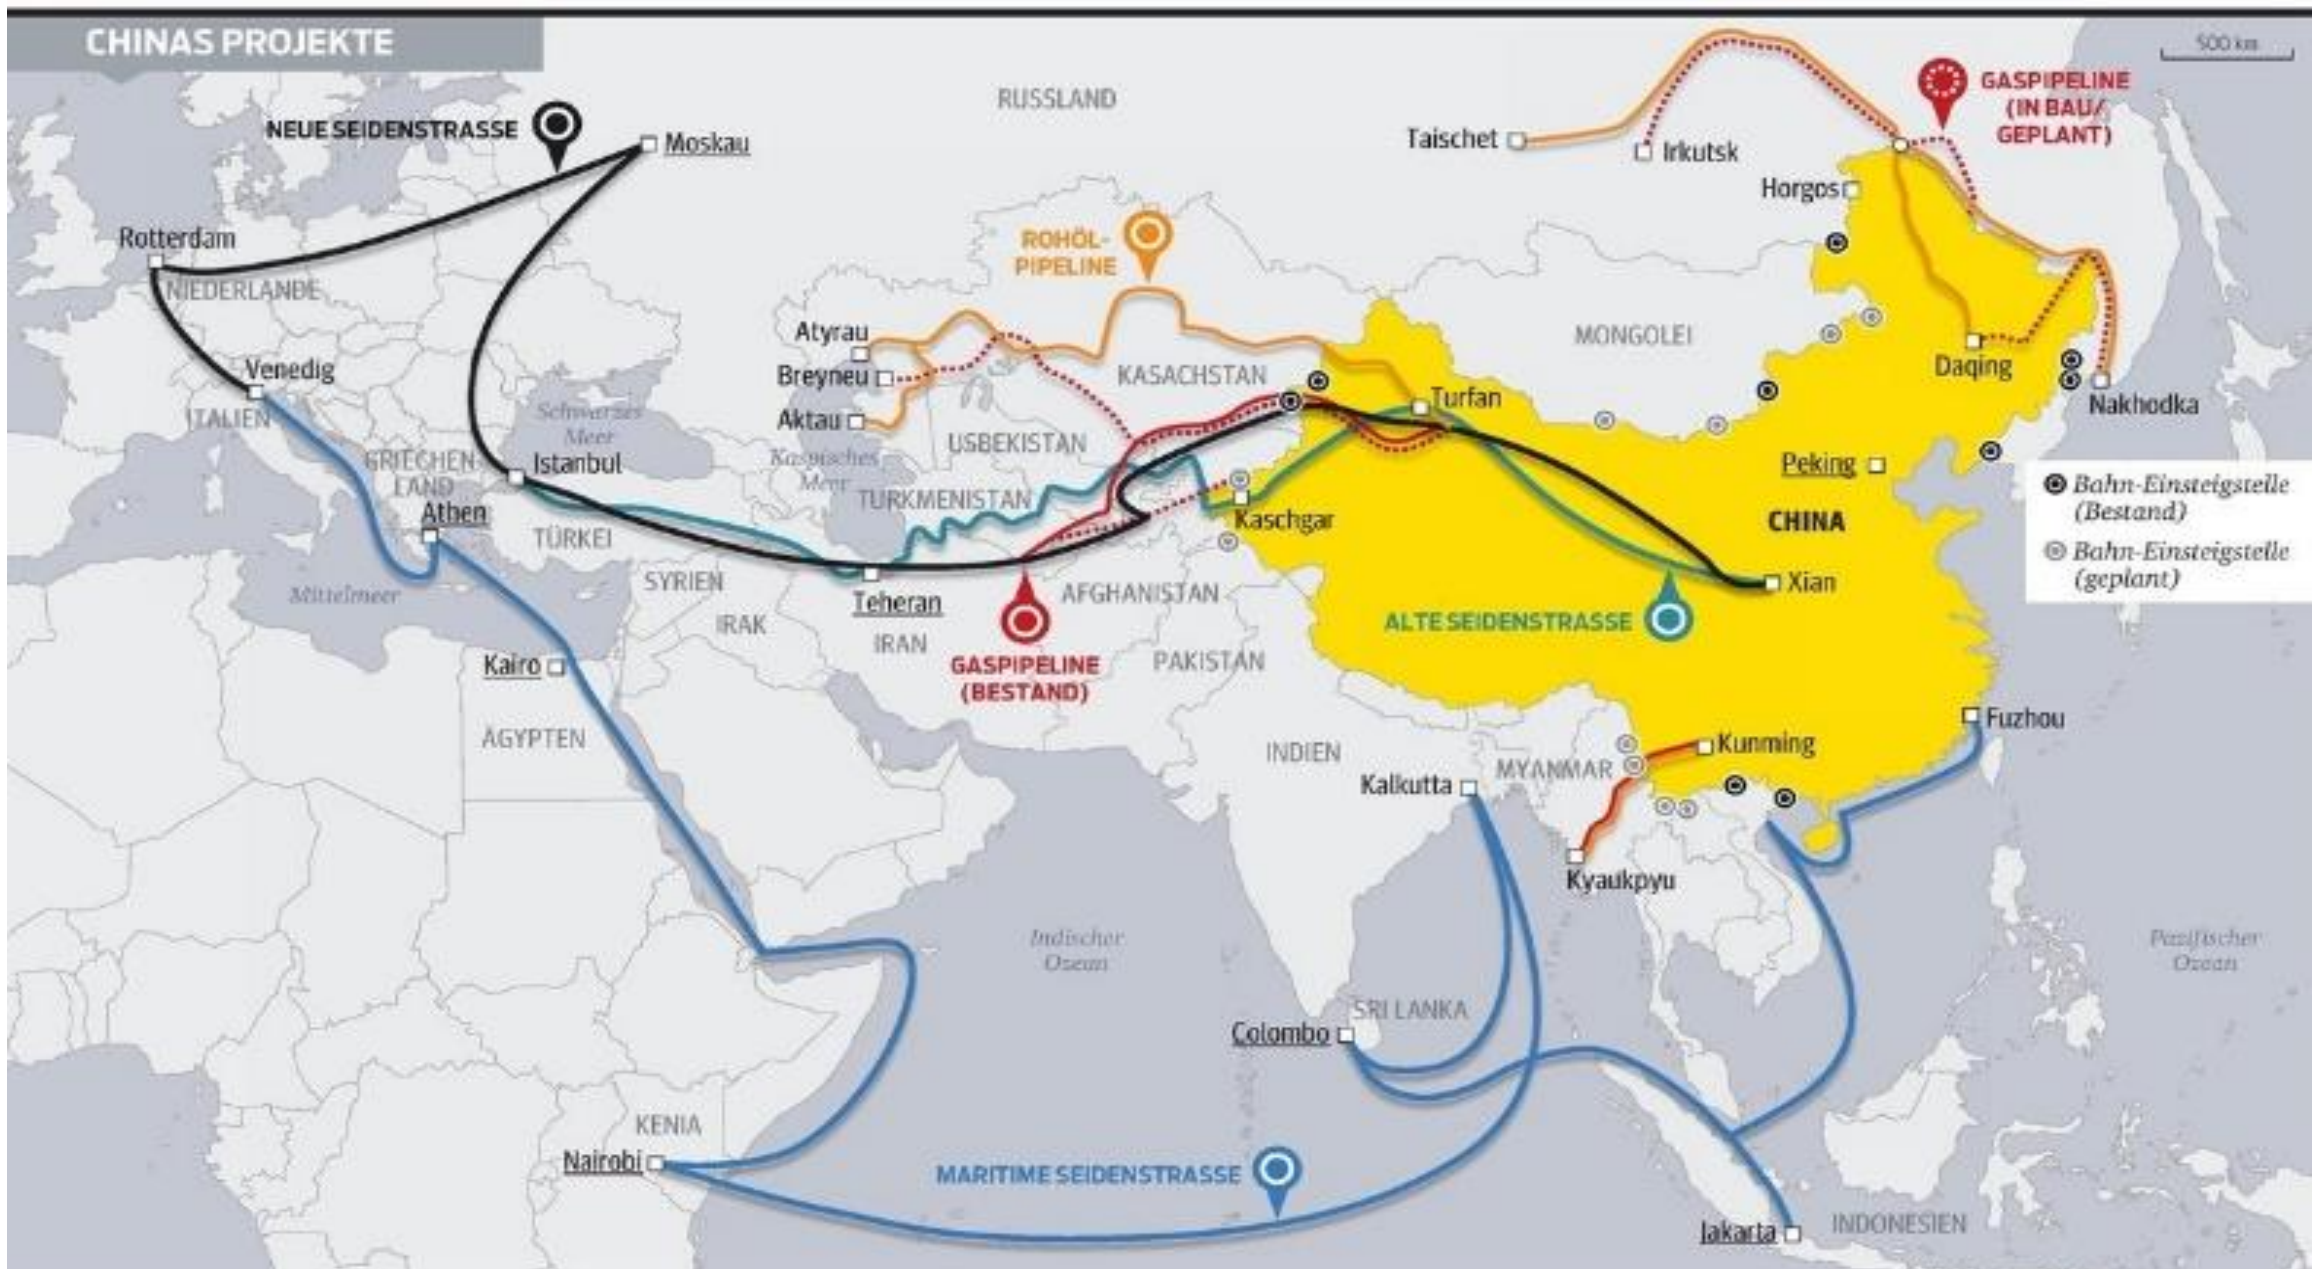 CHINAS PROJEKTE
500 km
NEUE SEIDENSTRASSE
Moskau
RUSSLAND
Taischet
Irkutsk
GASPIPELINE
(IN BAU/
GEPLANT)
Horgos
Rotterdam
NIEDERLANDE
ROHÖL-
PIPELINE
Atyrau
Breyneu
Aktau
KASACHSTAN
MONGOLEI
Daqing
Nakhodka
Venedig
ITALIEN
Schwarzes
Meer
Turfan
USBEKISTAN
Kaspisches
Meer
TURKMENISTAN
GRIECHEN-
LAND
Istanbul
Athen
TÜRKEI
Kaschgar
Peking
CHINA
Bahn-Einsteigstelle
(Bestand)
Bahn-Einsteigstelle
(geplant)
Mittelmeer
SYRIEN
IRAK
Teheran
IRAN
AFGHANISTAN
PAKISTAN
GASPIPELINE
(BESTAND)
ALTE SEIDENSTRASSE
Xian
Kairo
ÄGYPTEN
INDIEN
Kalkutta
MYANMAR
Kunming
Fuzhou
Kyaukpyu
Indischer
Ozean
Pazifischer
Ozean
SRI LANKA
Colombo
KENIA
Nairobi
MARITIME SEIDENSTRASSE
Jakarta
INDONESIEN